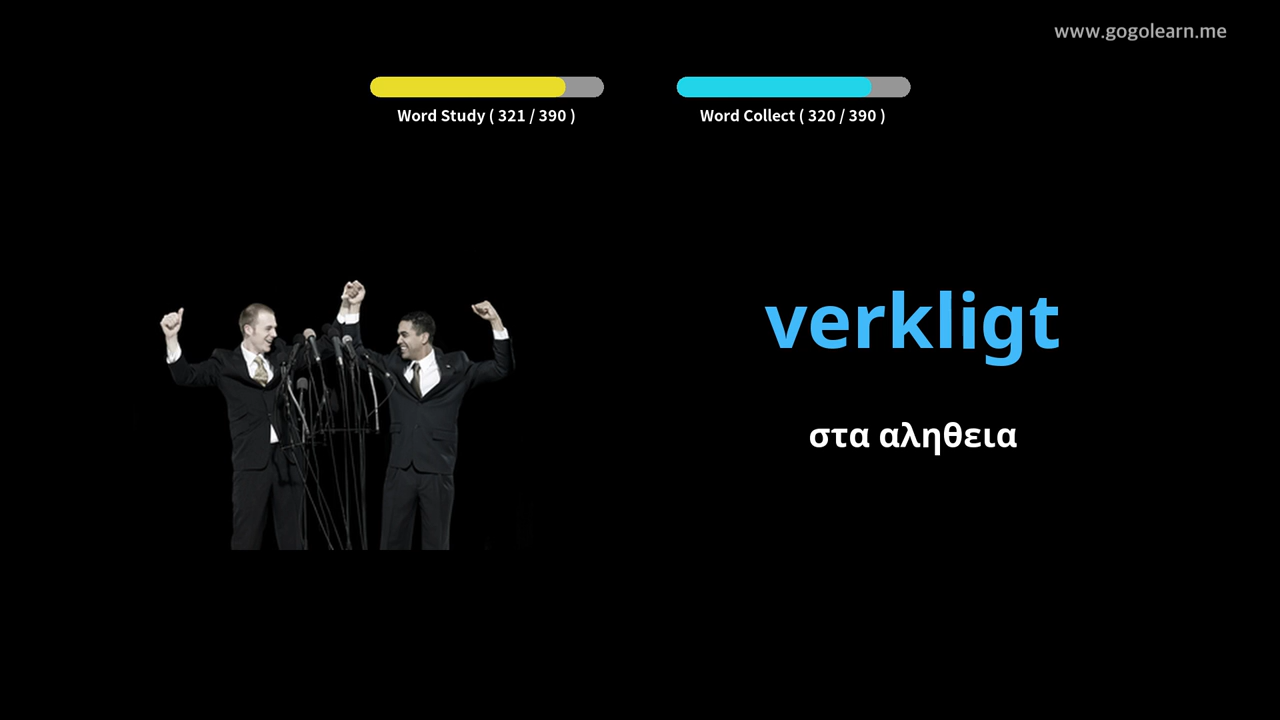 www.gogolearn.me
Word Study ( 321 / 390 )
Word Collect ( 320 / 390 )
verkligt
στα αληθεια